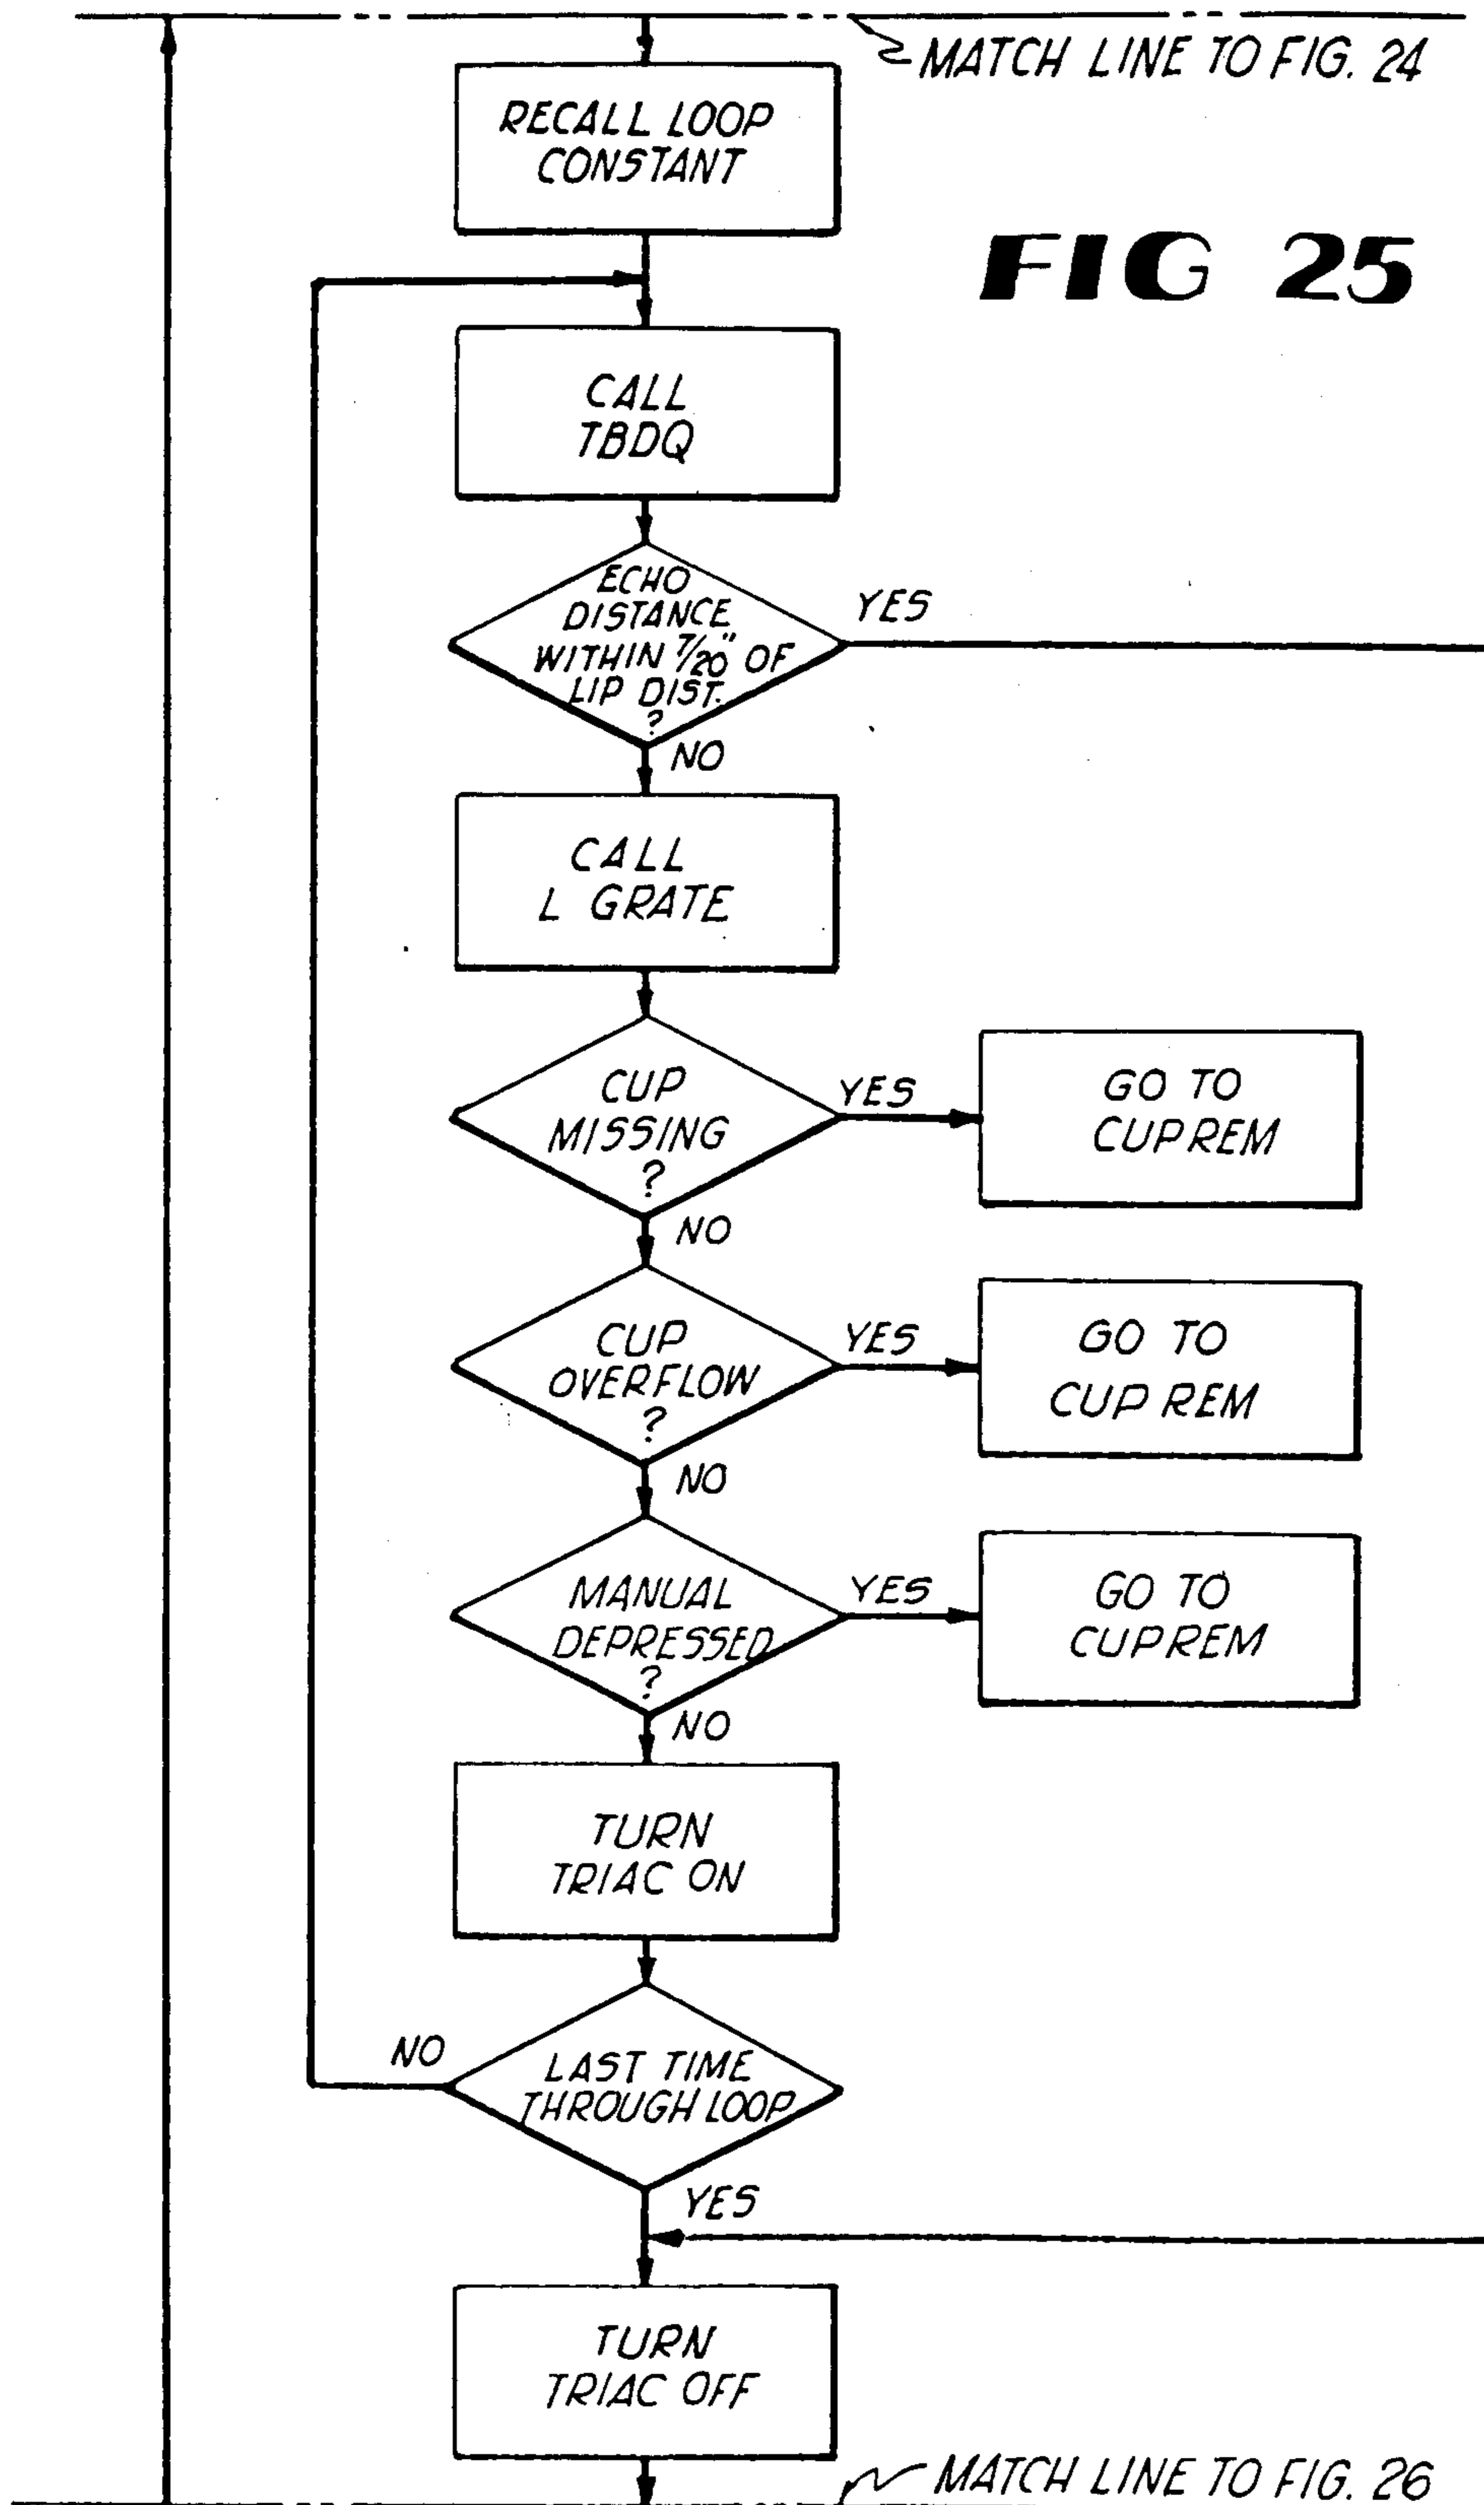 MATCH LINE TO FIG. 24
RECALL LOOP
CONSTANT
FIG 25
CALL
TBDQ
ECHO
DISTANCE
WITHIN 7/20" OF
LIP DIST.
?
YES
NO
CALL
L GRATE
CUP
MISSING
?
YES
GO TO
CUPREM
NO
CUP
OVERFLOW
?
YES
GO TO
CUP REM
NO
MANUAL
DEPRESSED
?
YES
GO TO
CUPREM
NO
TURN
TRIAC ON
NO
LAST TIME
THROUGH LOOP
YES
TURN
TRIAC OFF
MATCH LINE TO FIG. 26